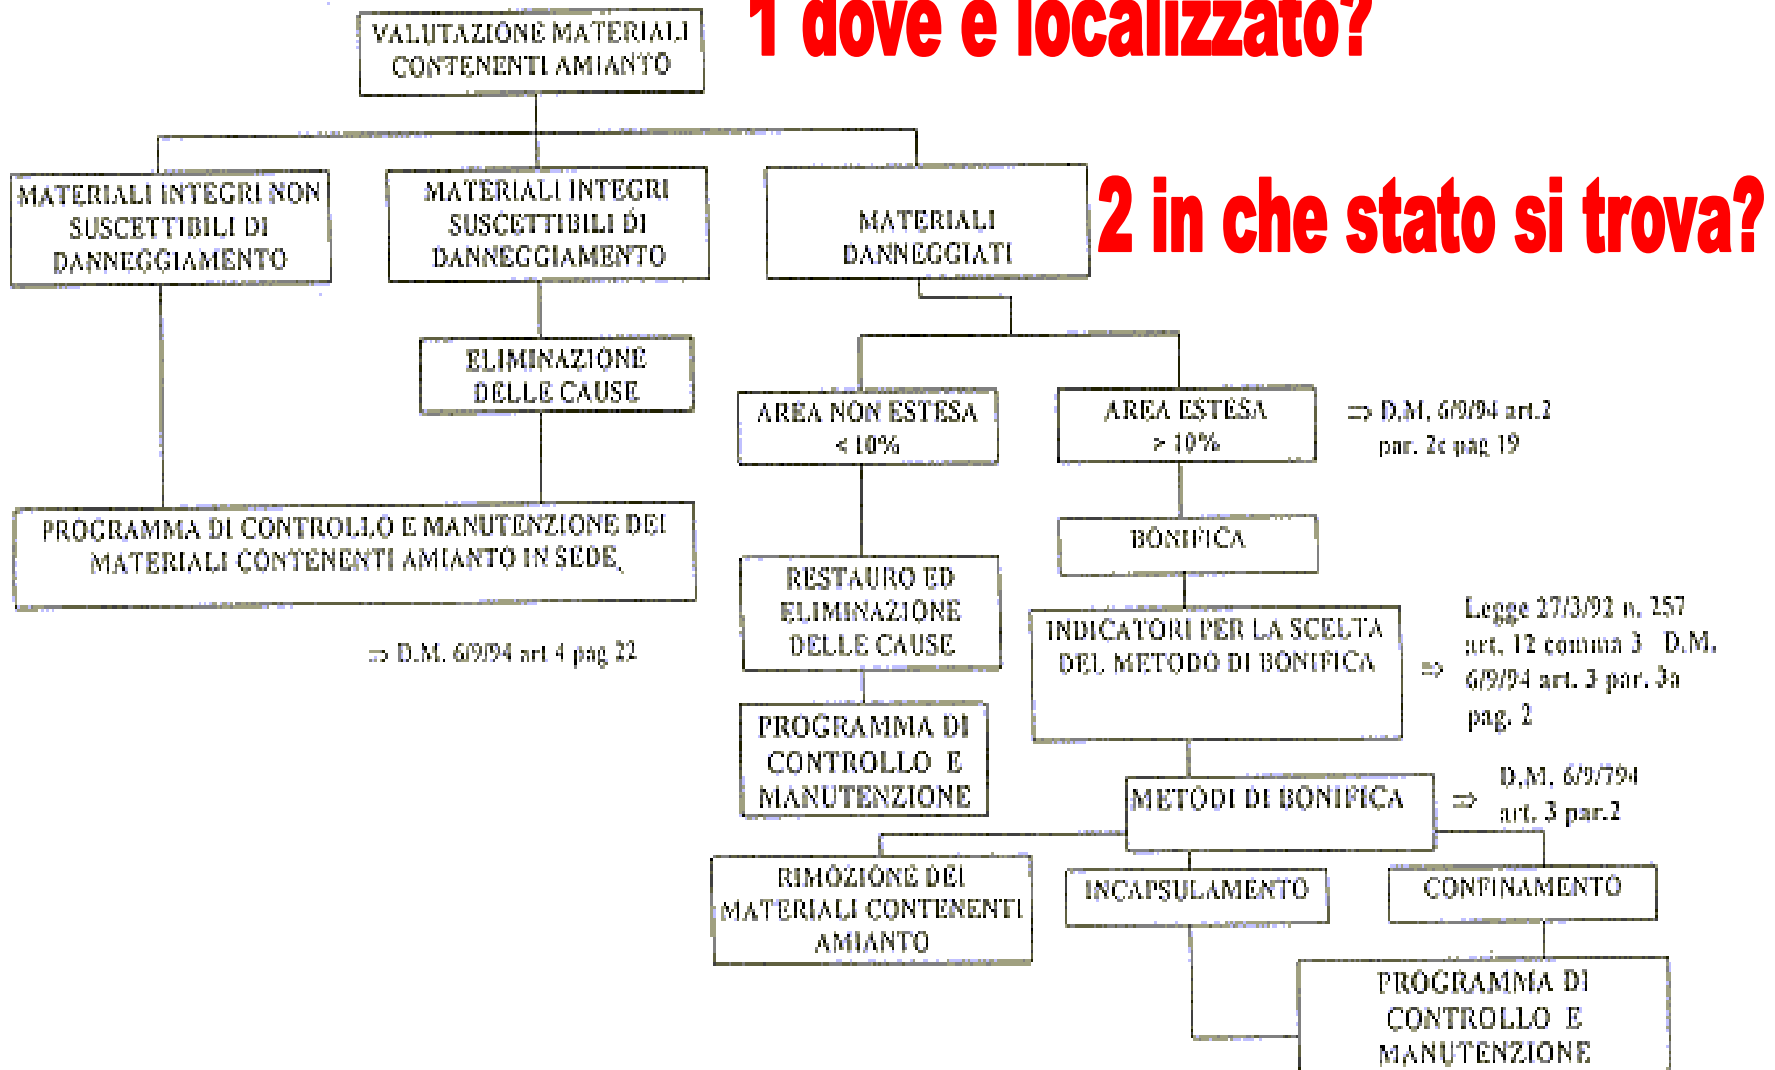 1 dove è localizzato?
VALUTAZIONE MATERIALI
CONTENENTI AMIANTO
MATERIALI INTEGRI NON
SUSCETTIBILI DI
DANNEGGIAMENTO
MATERIALI INTEGRI
SUSCETTIBILI DI
DANNEGGIAMENTO
MATERIALI
DANNEGGIATI
2 in che stato si trova?
ELIMINAZIONE
DELLE CAUSE
AREA NON ESTESA
< 10%
AREA ESTESA
> 10%
⇒ D.M. 6/9/94 art.2
par. 2c pag 19
PROGRAMMA DI CONTROLLO E MANUTENZIONE DEI
MATERIALI CONTENENTI AMIANTO IN SEDE
⇒ D.M. 6/9/94 art 4 pag 22
BONIFICA
RESTAURO ED
ELIMINAZIONE
DELLE CAUSE
INDICATORI PER LA SCELTA
DEL METODO DI BONIFICA
⇒
Legge 27/3/92 n. 257
art. 12 comma 3 D.M.
6/9/94 art. 3 par. 3a
pag. 2
PROGRAMMA DI
CONTROLLO E
MANUTENZIONE
METODI DI BONIFICA
⇒
D.M. 6/9/794
art. 3 par.2
RIMOZIONE DEI
MATERIALI CONTENENTI
AMIANTO
INCAPSULAMENTO
CONFINAMENTO
PROGRAMMA DI
CONTROLLO E
MANUTENZIONE